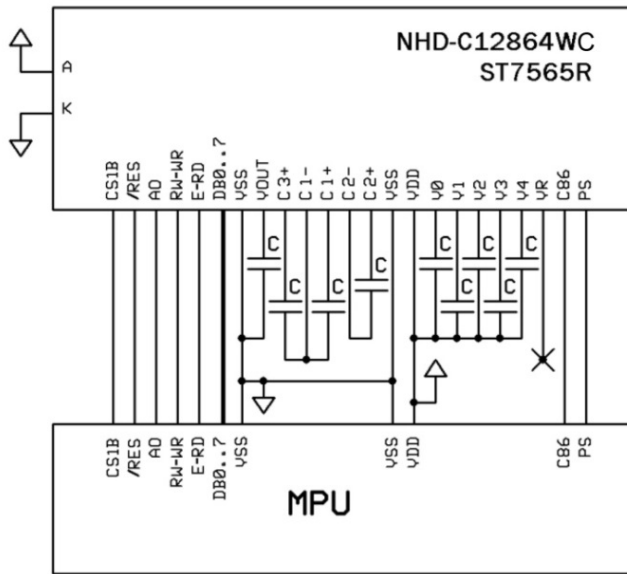 NHD-C12864WC
ST7565R
A
K
CS1B /RES A0 RW-WR E-RD DB0..7 VSS VOUT C3+ C1- C1+ C2- C2+ VSS VDD V0 V1 V2 V3 V4 VR C86 PS
C C C C C C C C C
CS1B /RES A0 RW-WR E-RD DB0..7 VSS VSS VDD C86 PS
MPU